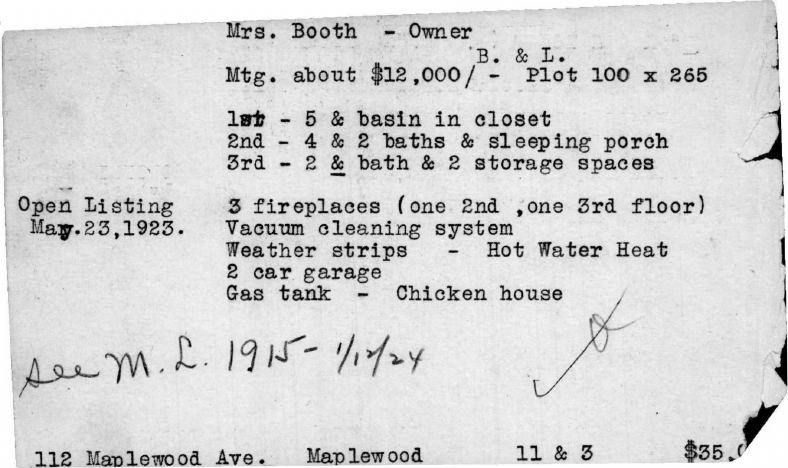 Mrs. Booth - Owner
B. & L.
Mtg. about $12,000/ - Plot 100 x 265
1st - 5 & basin in closet
2nd - 4 & 2 baths & sleeping porch
3rd - 2 & bath & 2 storage spaces
Open Listing 3 fireplaces (one 2nd ,one 3rd floor)
May.23,1923. Vacuum cleaning system
Weather strips - Hot Water Heat
2 car garage
Gas tank - Chicken house
see M. L. 1915 - 1/12/24
112 Maplewood Ave. Maplewood 11 & 3 $35,